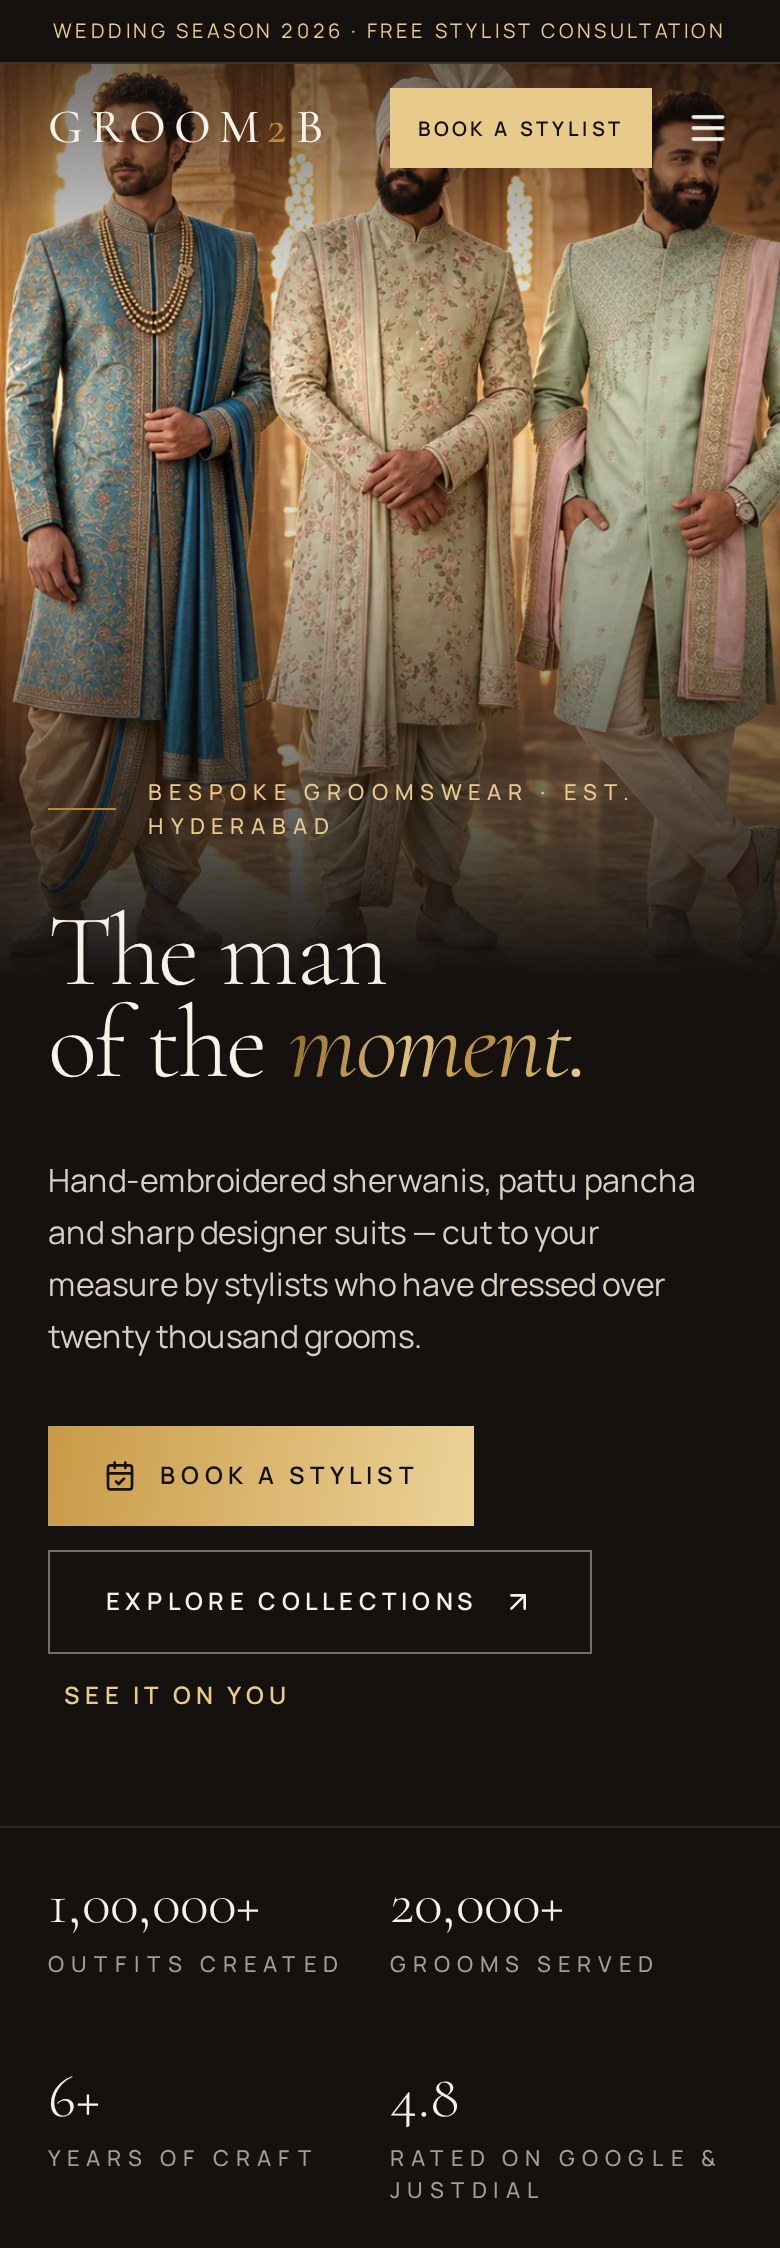 WEDDING SEASON 2026 · FREE STYLIST CONSULTATION
GROOM2B
BOOK A STYLIST
BESPOKE GROOMSWEAR · EST.
HYDERABAD
The man
of the moment.
Hand-embroidered sherwanis, pattu pancha
and sharp designer suits — cut to your
measure by stylists who have dressed over
twenty thousand grooms.
BOOK A STYLIST
EXPLORE COLLECTIONS
SEE IT ON YOU
1,00,000+
OUTFITS CREATED
20,000+
GROOMS SERVED
6+
YEARS OF CRAFT
4.8
RATED ON GOOGLE &
JUSTDIAL